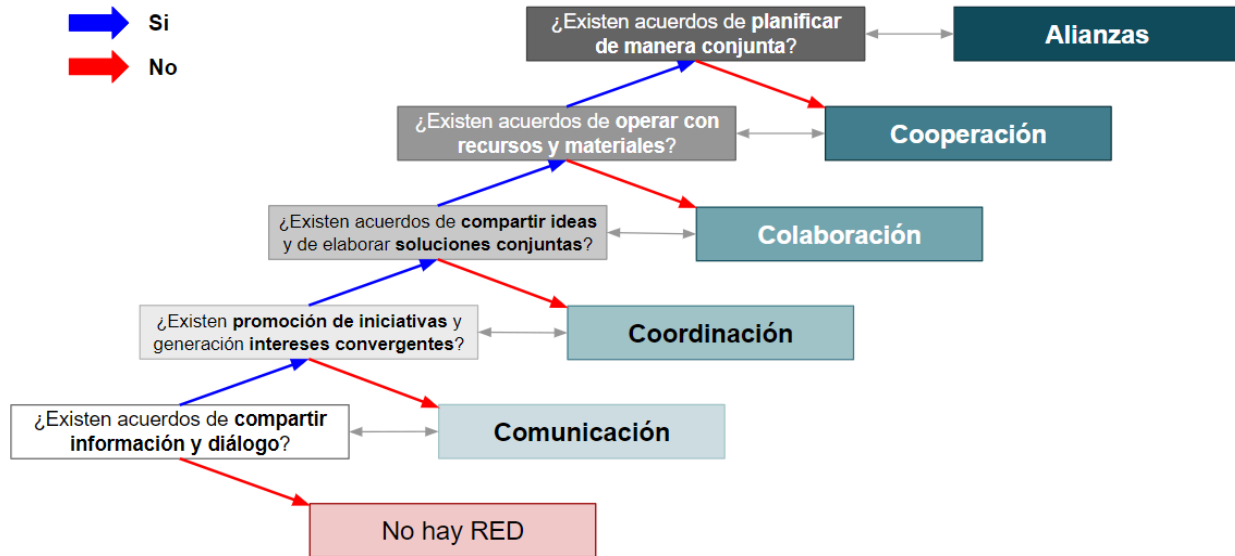 Si
No
¿Existen acuerdos de planificar
de manera conjunta?
Alianzas
¿Existen acuerdos de operar con
recursos y materiales?
Cooperación
¿Existen acuerdos de compartir ideas
y de elaborar soluciones conjuntas?
Colaboración
¿Existen promoción de iniciativas y
generación intereses convergentes?
Coordinación
¿Existen acuerdos de compartir
información y diálogo?
Comunicación
No hay RED